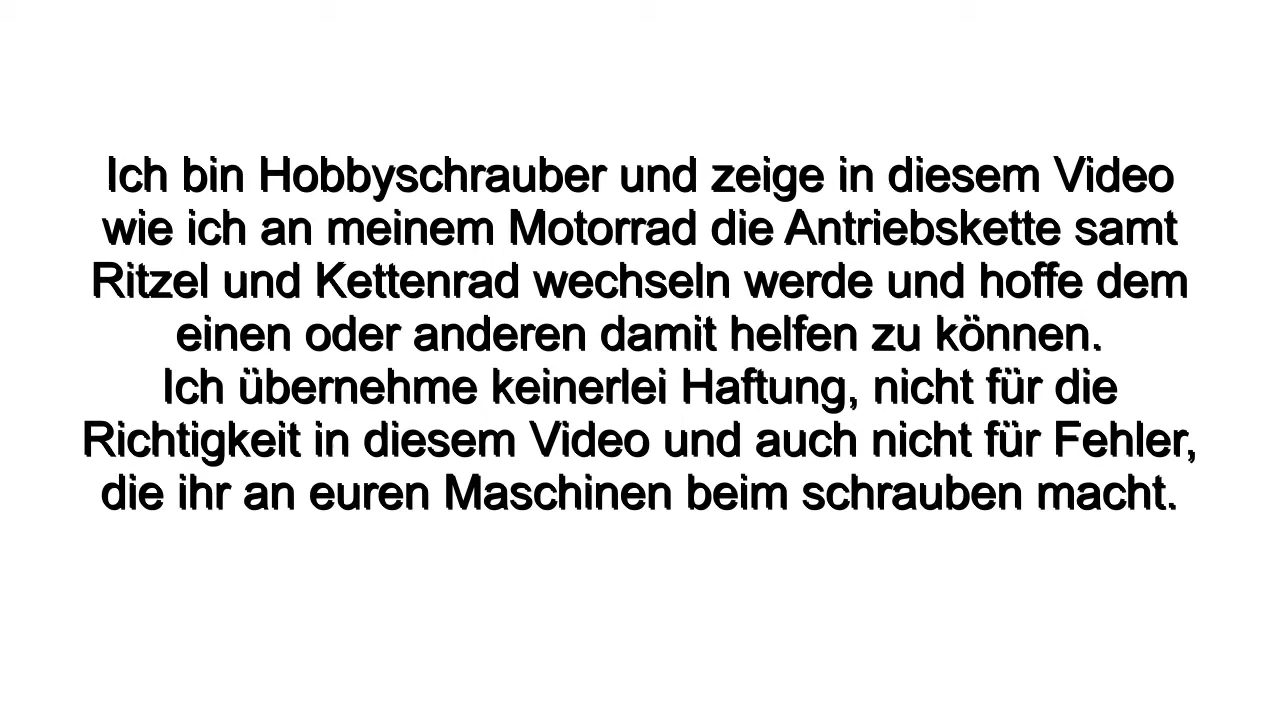 Ich bin Hobbyschrauber und zeige in diesem Video
wie ich an meinem Motorrad die Antriebskette samt
Ritzel und Kettenrad wechseln werde und hoffe dem
einen oder anderen damit helfen zu können.
Ich übernehme keinerlei Haftung, nicht für die
Richtigkeit in diesem Video und auch nicht für Fehler,
die ihr an euren Maschinen beim schrauben macht.